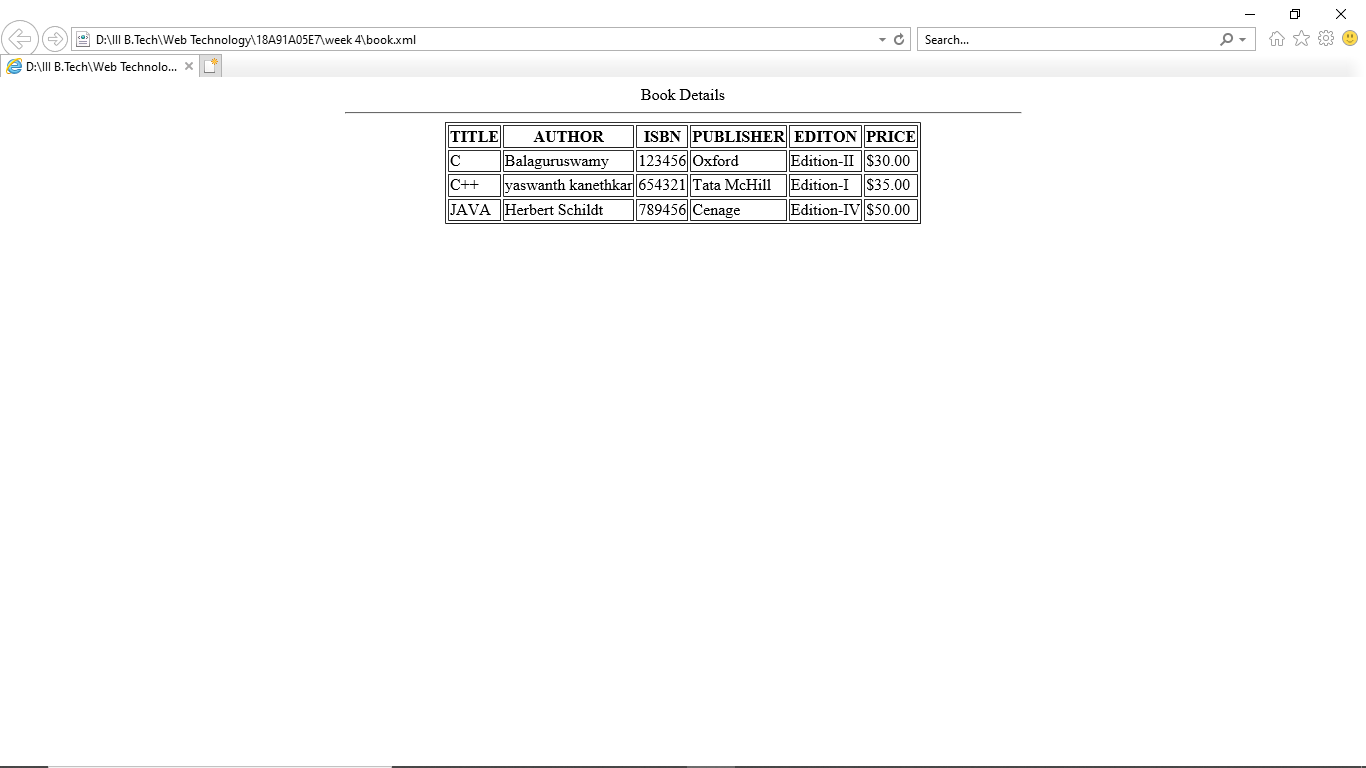 D:\III B.Tech\Web Technology\18A91A05E7\week 4\book.xml Search...
D:\III B.Tech\Web Technolo...
Book Details
TITLE AUTHOR ISBN PUBLISHER EDITON PRICE
C Balaguruswamy 123456 Oxford Edition-II $30.00
C++ yaswanth kanethkar 654321 Tata McHill Edition-I $35.00
JAVA Herbert Schildt 789456 Cenage Edition-IV $50.00